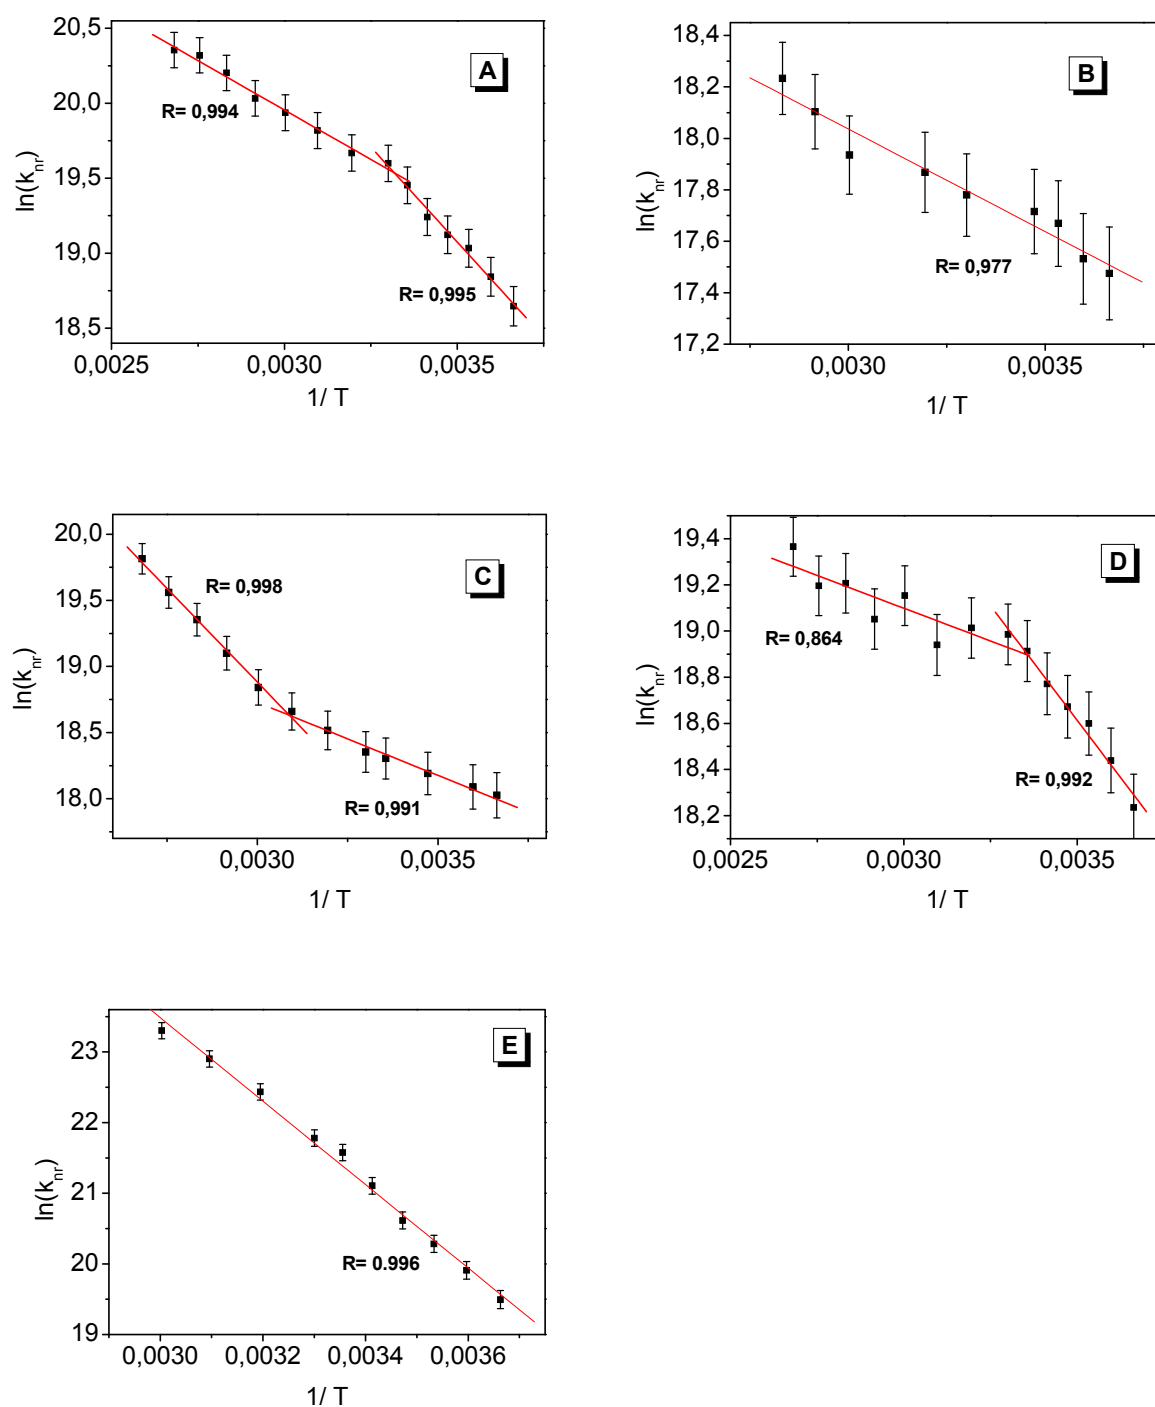 A
20,5
20,0
19,5
19,0
18,5
ln(k_nr)
R= 0,994
R= 0,995
0,0025
0,0030
0,0035
1/ T
B
18,4
18,2
18,0
17,8
17,6
17,4
17,2
ln(k_nr)
R= 0,977
0,0030
0,0035
1/ T
C
20,0
19,5
19,0
18,5
18,0
ln(k_nr)
R= 0,998
R= 0,991
0,0030
0,0035
1/ T
D
19,4
19,2
19,0
18,8
18,6
18,4
18,2
ln(k_nr)
R= 0,864
R= 0,992
0,0025
0,0030
0,0035
1/ T
E
23
22
21
20
19
ln(k_nr)
R= 0.996
0,0030
0,0032
0,0034
0,0036
1/ T